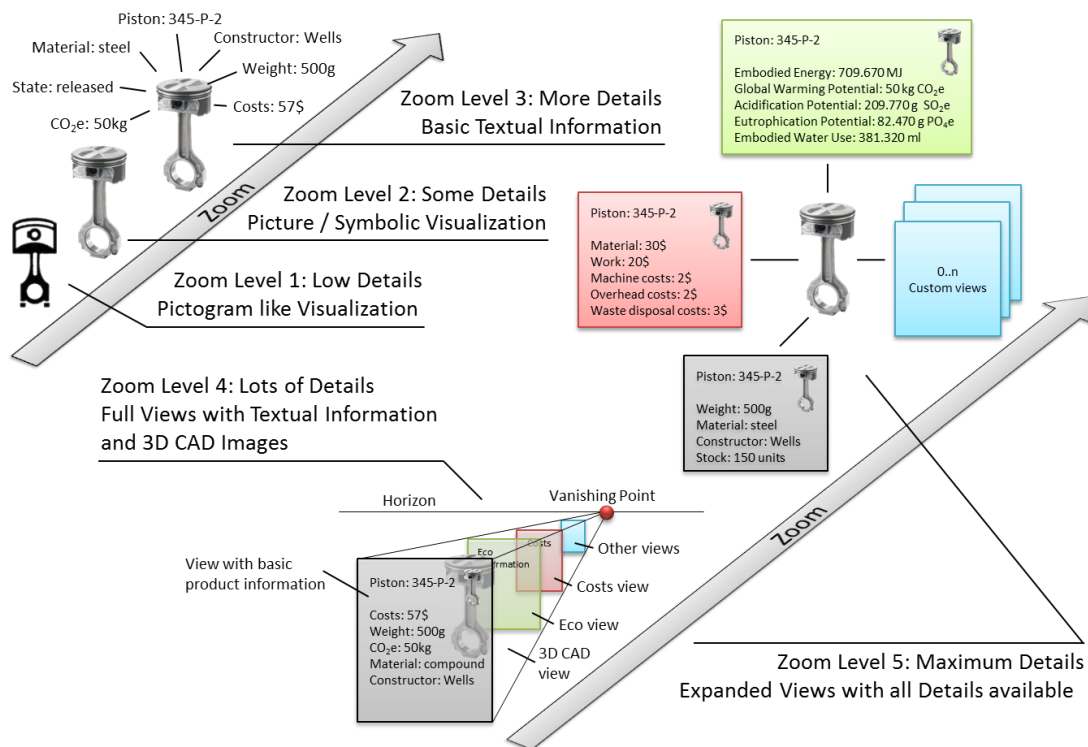 Piston: 345-P-2
Material: steel
Constructor: Wells
State: released
Weight: 500g
CO₂e: 50kg
Costs: 57$
Zoom Level 3: More Details
Basic Textual Information
Zoom
Zoom Level 2: Some Details
Picture / Symbolic Visualization
Zoom Level 1: Low Details
Pictogram like Visualization
Piston: 345-P-2
Embodied Energy: 709.670 MJ
Global Warming Potential: 50 kg CO₂e
Acidification Potential: 209.770 g SO₂e
Eutrophication Potential: 82.470 g PO₄e
Embodied Water Use: 381.320 ml
Piston: 345-P-2
Material: 30$
Work: 20$
Machine costs: 2$
Overhead costs: 2$
Waste disposal costs: 3$
0..n
Custom views
Piston: 345-P-2
Weight: 500g
Material: steel
Constructor: Wells
Stock: 150 units
Zoom Level 4: Lots of Details
Full Views with Textual Information
and 3D CAD Images
Horizon
Vanishing Point
View with basic
product information
Eco
Costs
Other views
Costs view
Eco view
3D CAD
view
Piston: 345-P-2
Costs: 57$
Weight: 500g
CO₂e: 50kg
Material: compound
Constructor: Wells
Zoom
Zoom Level 5: Maximum Details
Expanded Views with all Details available